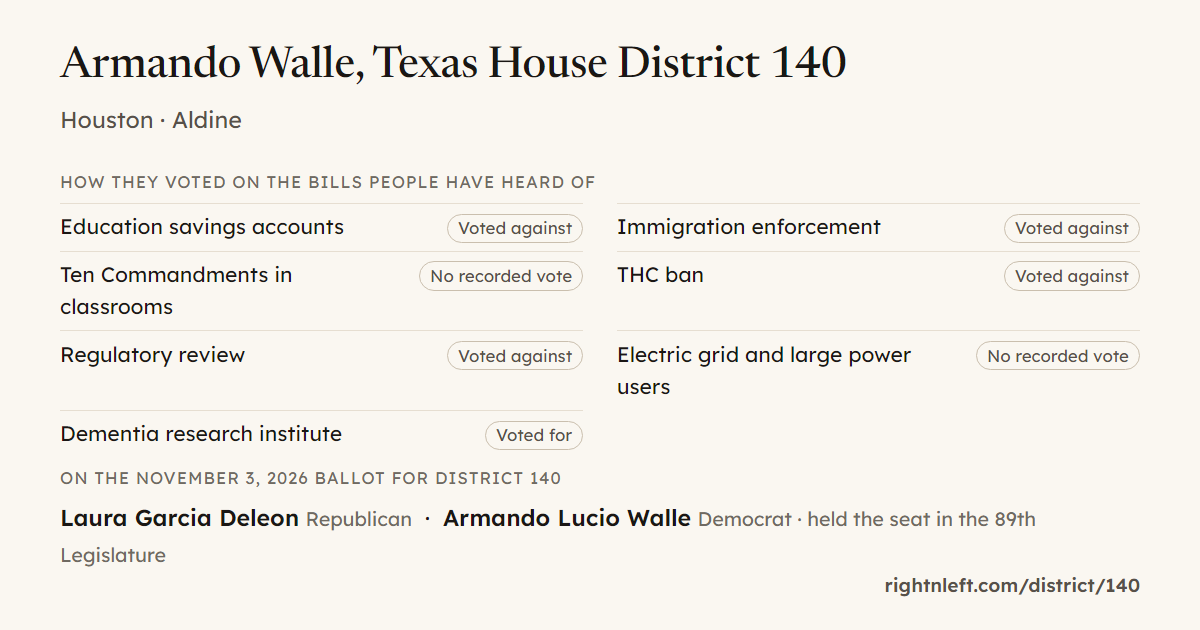 Armando Walle, Texas House District 140
Houston · Aldine
HOW THEY VOTED ON THE BILLS PEOPLE HAVE HEARD OF
Education savings accounts Voted against
Immigration enforcement Voted against
Ten Commandments in No recorded vote
classrooms
THC ban Voted against
Regulatory review Voted against
Electric grid and large power No recorded vote
users
Dementia research institute Voted for
ON THE NOVEMBER 3, 2026 BALLOT FOR DISTRICT 140
Laura Garcia Deleon Republican · Armando Lucio Walle Democrat · held the seat in the 89th
Legislature
rightnleft.com/district/140